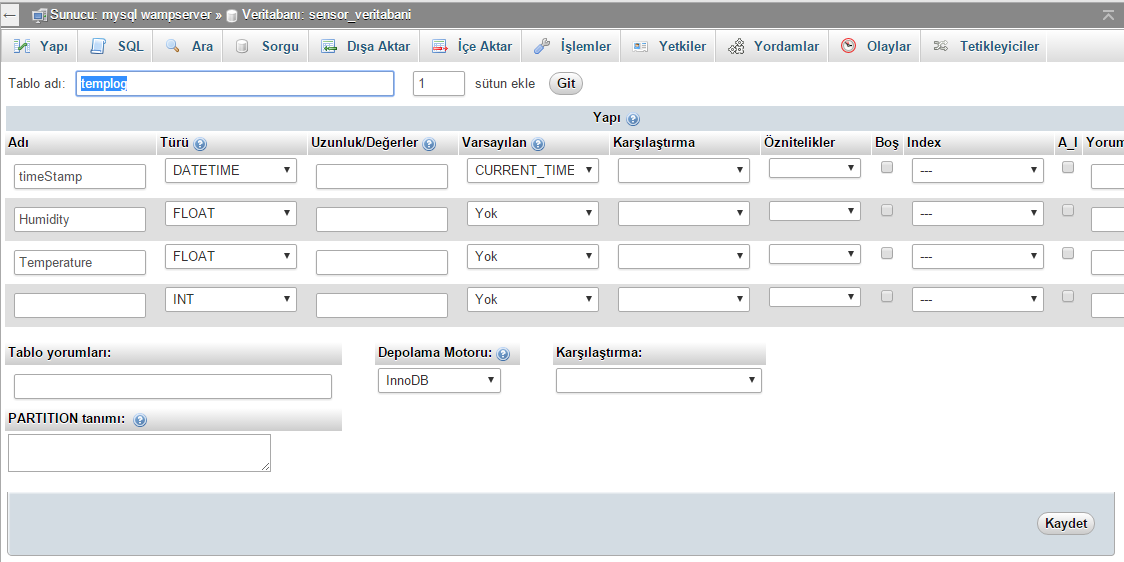 Sunucu: mysql wampserver » Veritabanı: sensor_veritabani
Yapı SQL Ara Sorgu Dışa Aktar İçe Aktar İşlemler Yetkiler Yordamlar Olaylar Tetikleyiciler
Tablo adı: templog 1 sütun ekle Git
Yapı
Adı Türü Uzunluk/Değerler Varsayılan Karşılaştırma Öznitelikler Boş Index A_I Yorum
timeStamp DATETIME CURRENT_TIME ---
Humidity FLOAT Yok ---
Temperature FLOAT Yok ---
INT Yok ---
Tablo yorumları: Depolama Motoru: Karşılaştırma:
InnoDB
PARTITION tanımı:
Kaydet